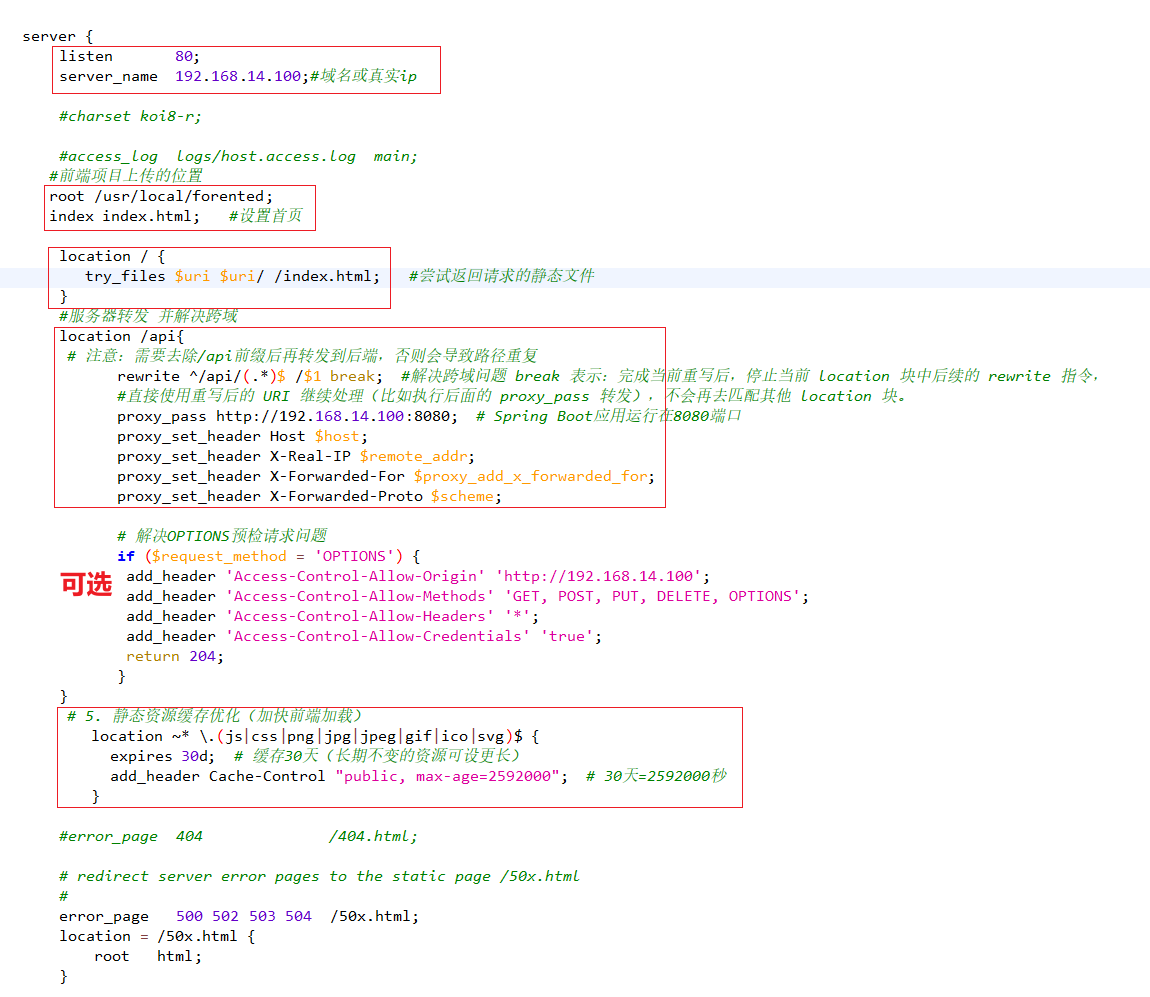 server {
listen 80;
server_name 192.168.14.100;#域名或真实ip
#charset koi8-r;
#access_log logs/host.access.log main;
#前端项目上传的位置
root /usr/local/forented;
index index.html; #设置首页
location / {
try_files $uri $uri/ /index.html; #尝试返回请求的静态文件
}
#服务器转发 并解决跨域
location /api{
# 注意：需要去除/api前缀后再转发到后端，否则会导致路径重复
rewrite ^/api/(.*)$ /$1 break; #解决跨域问题 break 表示：完成当前重写后，停止当前 location 块中后续的 rewrite 指令，
#直接使用重写后的 URI 继续处理（比如执行后面的 proxy_pass 转发），不会再去匹配其他 location 块。
proxy_pass http://192.168.14.100:8080; # Spring Boot应用运行在8080端口
proxy_set_header Host $host;
proxy_set_header X-Real-IP $remote_addr;
proxy_set_header X-Forwarded-For $proxy_add_x_forwarded_for;
proxy_set_header X-Forwarded-Proto $scheme;
# 解决OPTIONS预检请求问题
if ($request_method = 'OPTIONS') {
可选
add_header 'Access-Control-Allow-Origin' 'http://192.168.14.100';
add_header 'Access-Control-Allow-Methods' 'GET, POST, PUT, DELETE, OPTIONS';
add_header 'Access-Control-Allow-Headers' '*';
add_header 'Access-Control-Allow-Credentials' 'true';
return 204;
}
}
# 5. 静态资源缓存优化（加快前端加载）
location ~* \.(js|css|png|jpg|jpeg|gif|ico|svg)$ {
expires 30d; # 缓存30天（长期不变的资源可设更长）
add_header Cache-Control "public, max-age=2592000"; # 30天=2592000秒
}
#error_page 404 /404.html;
# redirect server error pages to the static page /50x.html
#
error_page 500 502 503 504 /50x.html;
location = /50x.html {
root html;
}